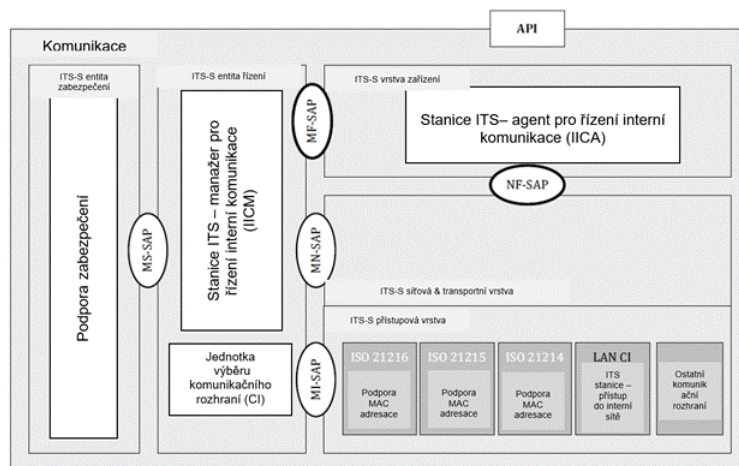 API
Komunikace
ITS-S entita
zabezpečení
Podpora zabezpečení
MS-SAP
ITS-S entita řízení
Stanice ITS – manažer pro
řízení interní komunikace
(IICM)
Jednotka
výběru
komunikačního
rozhraní (CI)
MF-SAP
MN-SAP
MI-SAP
ITS-S vrstva zařízení
Stanice ITS– agent pro řízení interní
komunikace (IICA)
NF-SAP
ITS-S síťová & transportní vrstva
ITS-S přístupová vrstva
ISO 21216
Podpora
MAC
adresace
ISO 21215
Podpora
MAC
adresace
ISO 21214
Podpora
MAC
adresace
LAN CI
ITS
stanice –
přístup
do interní
sítě
Ostatní
komunik
ační
rozhraní